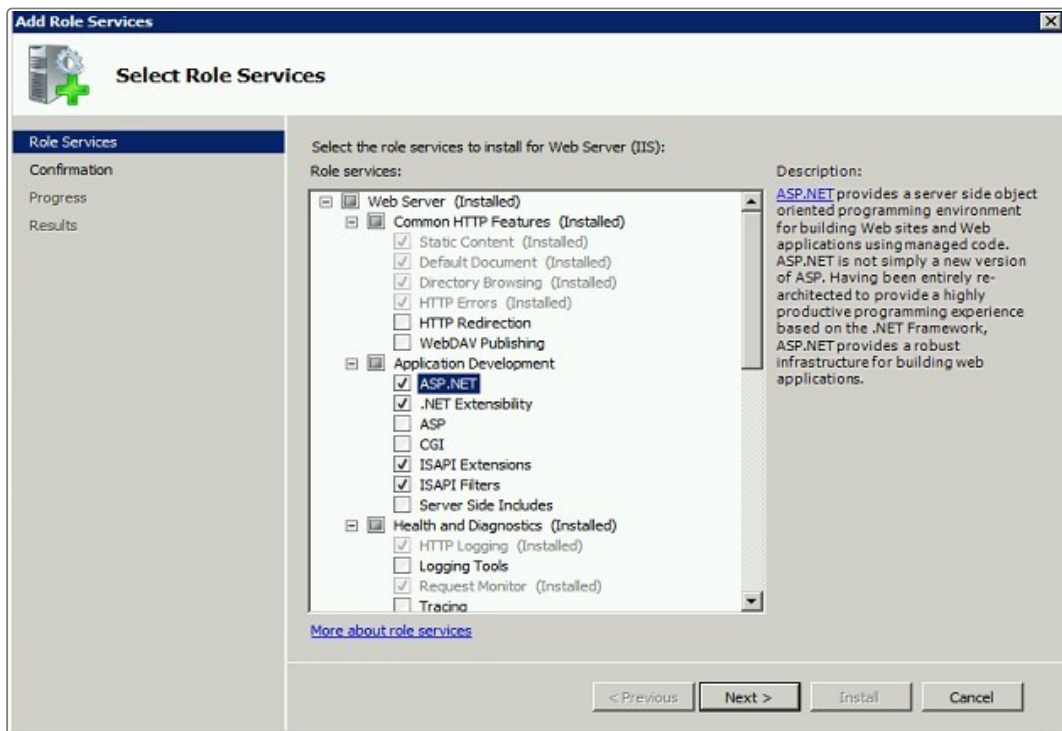 Add Role Services
Select Role Services
Role Services
Confirmation
Progress
Results
Select the role services to install for Web Server (IIS):
Role services:
Web Server (Installed)
Common HTTP Features (Installed)
Static Content (Installed)
Default Document (Installed)
Directory Browsing (Installed)
HTTP Errors (Installed)
HTTP Redirection
WebDAV Publishing
Application Development
ASP.NET
.NET Extensibility
ASP
CGI
ISAPI Extensions
ISAPI Filters
Server Side Includes
Health and Diagnostics (Installed)
HTTP Logging (Installed)
Logging Tools
Request Monitor (Installed)
Tracing
More about role services
Description:
ASP.NET provides a server side object
oriented programming environment
for building Web sites and Web
applications using managed code.
ASP.NET is not simply a new version
of ASP. Having been entirely re-
architected to provide a highly
productive programming experience
based on the .NET Framework,
ASP.NET provides a robust
infrastructure for building web
applications.
< Previous
Next >
Install
Cancel